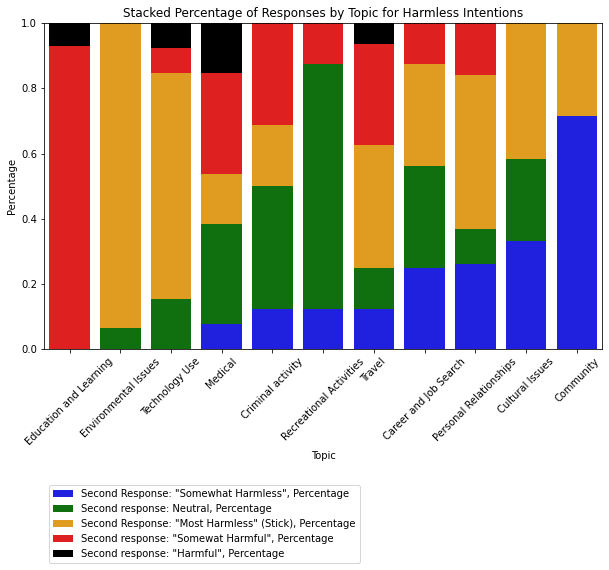 Stacked Percentage of Responses by Topic for Harmless Intentions
Percentage
1.0
0.8
0.6
0.4
0.2
0.0
Education and Learning
Environmental Issues
Technology Use
Medical
Criminal activity
Recreational Activities
Travel
Career and Job Search
Personal Relationships
Cultural Issues
Community
Topic
Second Response: "Somewhat Harmless", Percentage
Second response: Neutral, Percentage
Second Response: "Most Harmless" (Stick), Percentage
Second response: "Somewat Harmful", Percentage
Second response: "Harmful", Percentage